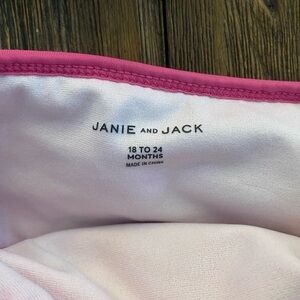 JANIE AND JACK
18 TO 24
MONTHS
MADE IN CHINA